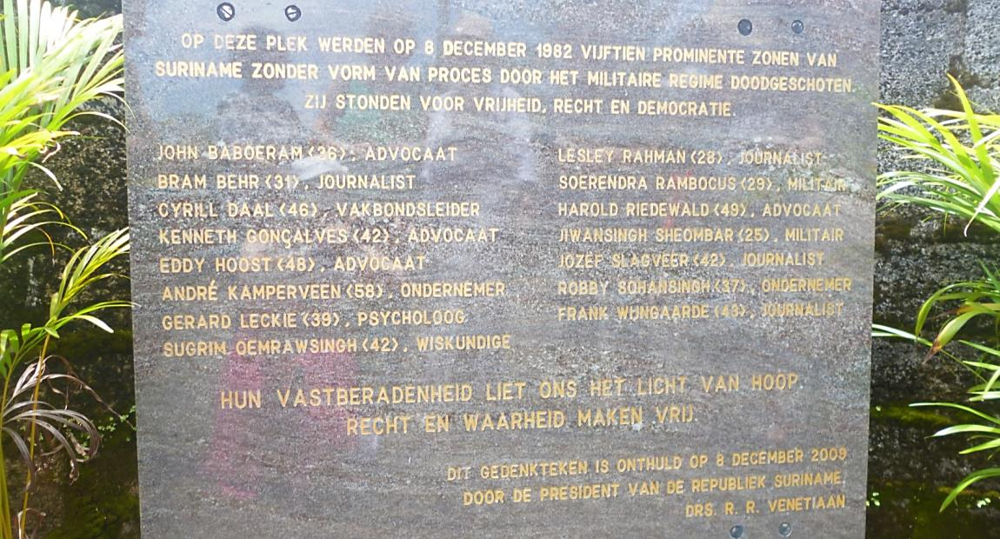 OP DEZE PLEK WERDEN OP 8 DECEMBER 1982 VIJFTIEN PROMINENTE ZONEN VAN
SURINAME ZONDER VORM VAN PROCES DOOR HET MILITAIRE REGIME DOODGESCHOTEN.
ZIJ STONDEN VOOR VRIJHEID, RECHT EN DEMOCRATIE.
JOHN BABOERAM (36), ADVOCAAT
BRAM BEHR (31), JOURNALIST
CYRILL DAAL (46), VAKBONDSLEIDER
KENNETH GONÇALVES (42), ADVOCAAT
EDDY HOOST (48), ADVOCAAT
ANDRÉ KAMPERVEEN (58), ONDERNEMER
GERARD LECKIE (39), PSYCHOLOOG
SUGRIM OEMRAWSINGH (42), WISKUNDIGE
LESLEY RAHMAN (28), JOURNALIST
SOERENDRA RAMBOCUS (29), MILITAIR
HAROLD RIEDEWALD (49), ADVOCAAT
JIWANSINGH SHEOMBAR (25), MILITAIR
JOZEF SLAGVEER (42), JOURNALIST
ROBBY SOHANSINGH (37), ONDERNEMER
FRANK WIJNGAARDE (43), JOURNALIST
HUN VASTBERADENHEID LIET ONS HET LICHT VAN HOOP.
RECHT EN WAARHEID MAKEN VRIJ.
DIT GEDENKTEKEN IS ONTHULD OP 8 DECEMBER 2009
DOOR DE PRESIDENT VAN DE REPUBLIEK SURINAME,
DRS. R. R. VENETIAAN